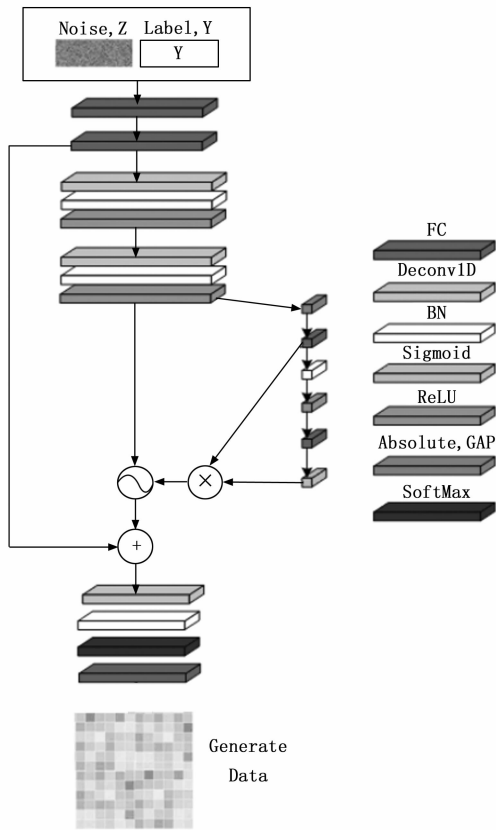 Noise,Z Label,Y
Y
FC
Deconv1D
BN
Sigmoid
ReLU
Absolute,GAP
SoftMax
×
+
Generate
Data